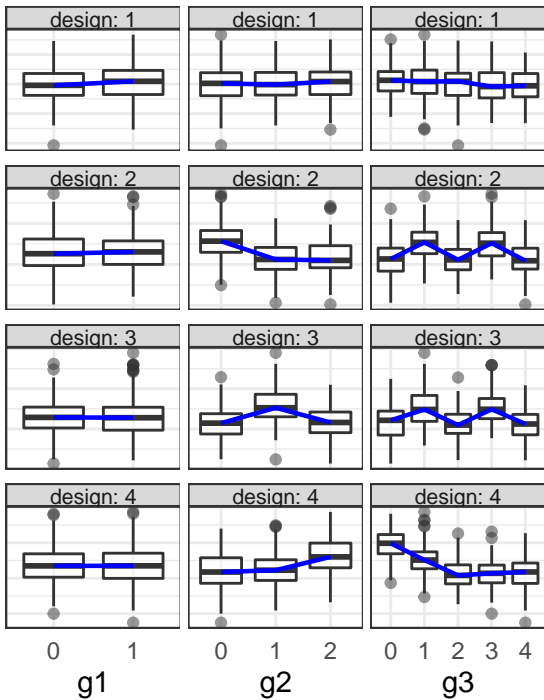 design: 1 design: 1 design: 1
design: 2 design: 2 design: 2
design: 3 design: 3 design: 3
design: 4 design: 4 design: 4
0 1 0 1 2 0 1 2 3 4
g1 g2 g3